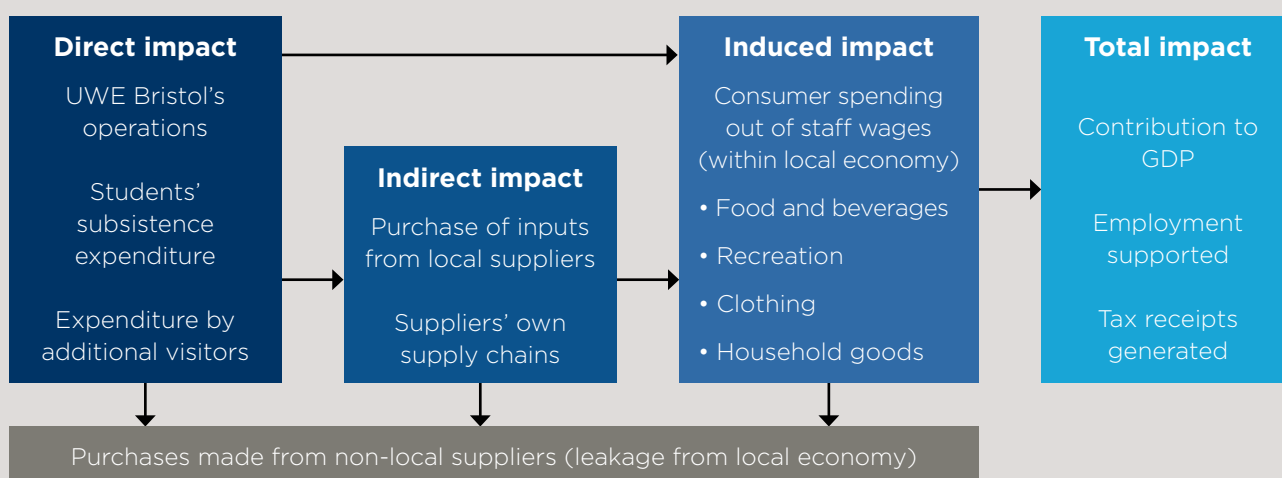 Direct impact
UWE Bristol’s
operations
Students’
subsistence
expenditure
Expenditure by
additional visitors
Indirect impact
Purchase of inputs
from local suppliers
Suppliers’ own
supply chains
Induced impact
Consumer spending
out of staff wages
(within local economy)
• Food and beverages
• Recreation
• Clothing
• Household goods
Total impact
Contribution to
GDP
Employment
supported
Tax receipts
generated
Purchases made from non-local suppliers (leakage from local economy)